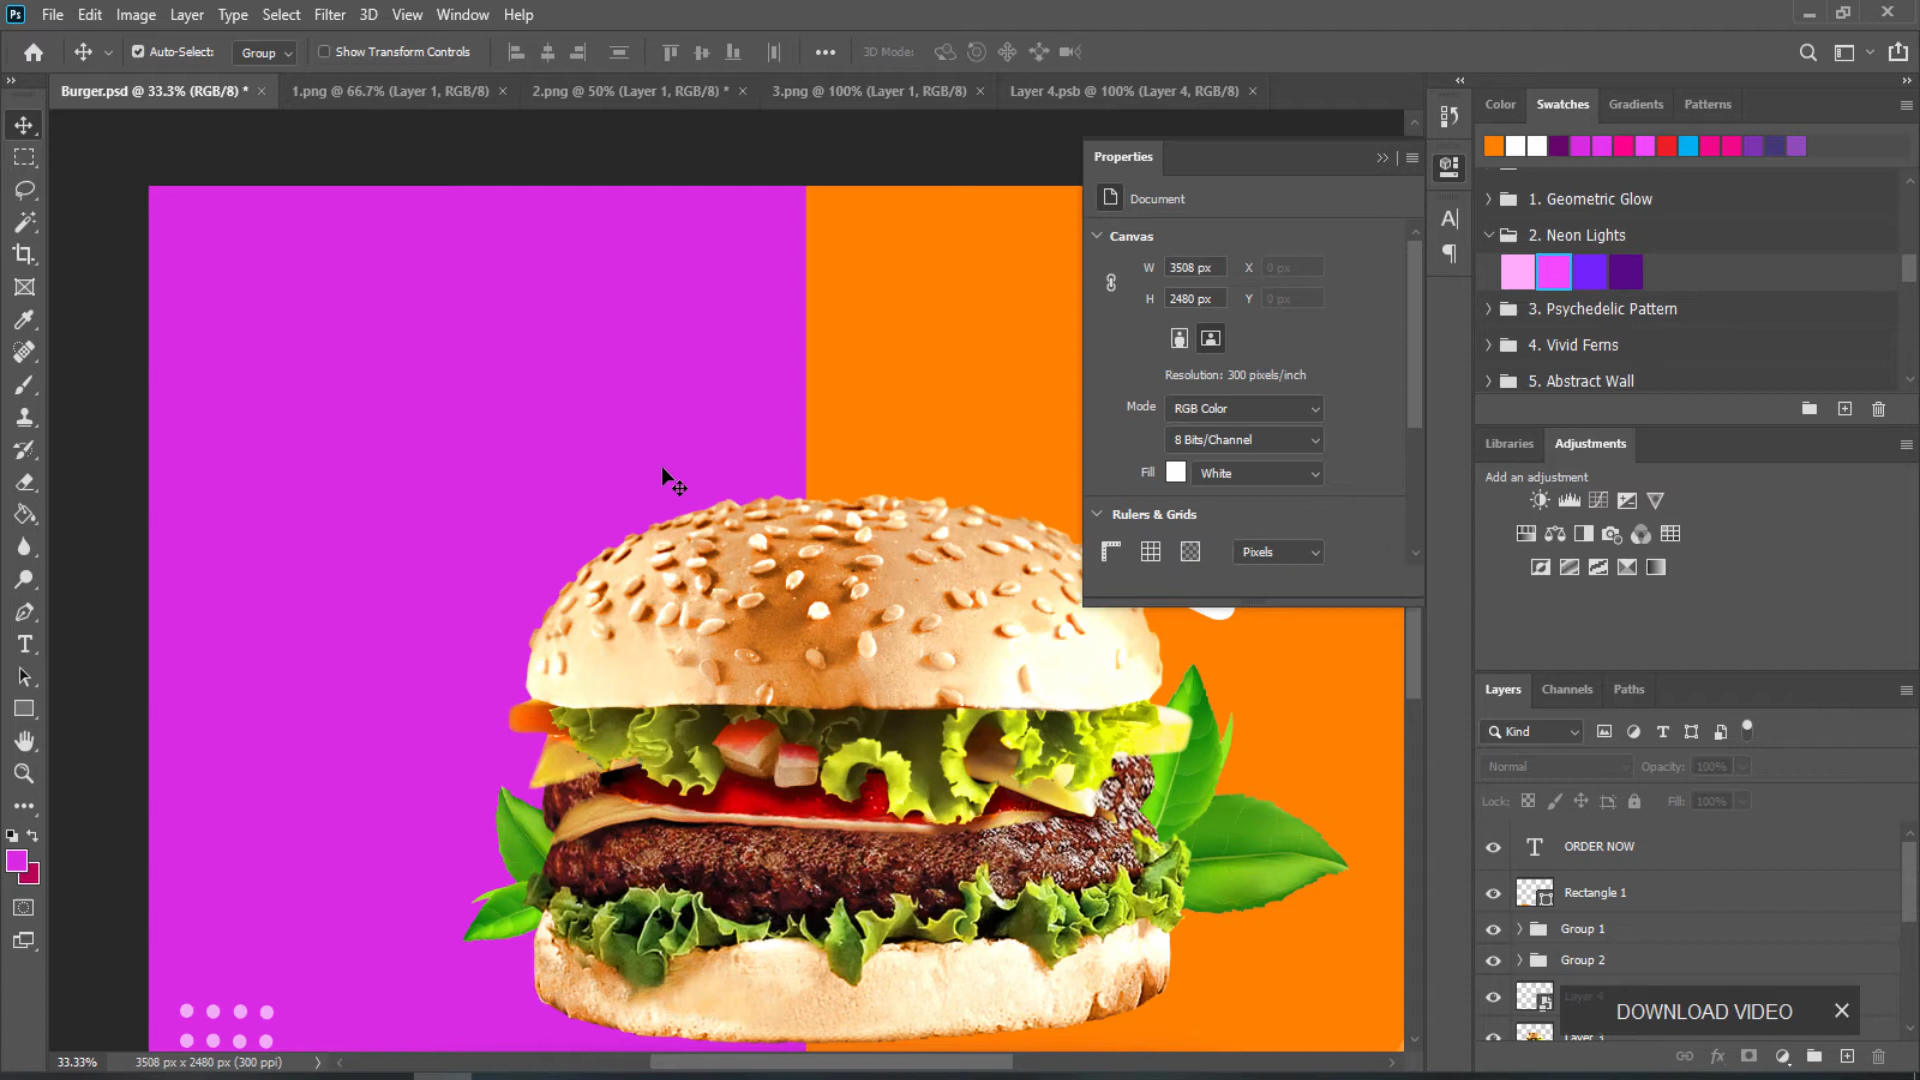 Ps File Edit Image Layer Type Select Filter 3D View Window Help
Auto-Select: Group Show Transform Controls 3D Mode:
Burger.psd @ 33.3% (RGB/8) * 1.png @ 66.7% (Layer 1, RGB/8) 2.png @ 50% (Layer 1, RGB/8) * 3.png @ 100% (Layer 1, RGB/8) Layer 4.psb @ 100% (Layer 4, RGB/8)
Color Swatches Gradients Patterns
1. Geometric Glow
2. Neon Lights
3. Psychedelic Pattern
4. Vivid Ferns
5. Abstract Wall
Properties
Document
Canvas
W 3508 px X 0 px
H 2480 px Y 0 px
Resolution: 300 pixels/inch
Mode RGB Color
8 Bits/Channel
Fill White
Rulers & Grids
Pixels
Libraries Adjustments
Add an adjustment
Layers Channels Paths
Kind
Normal Opacity: 100%
Lock: Fill: 100%
ORDER NOW
Rectangle 1
Group 1
Group 2
Layer 4
DOWNLOAD VIDEO
33.33% 3508 px x 2480 px (300 ppi)